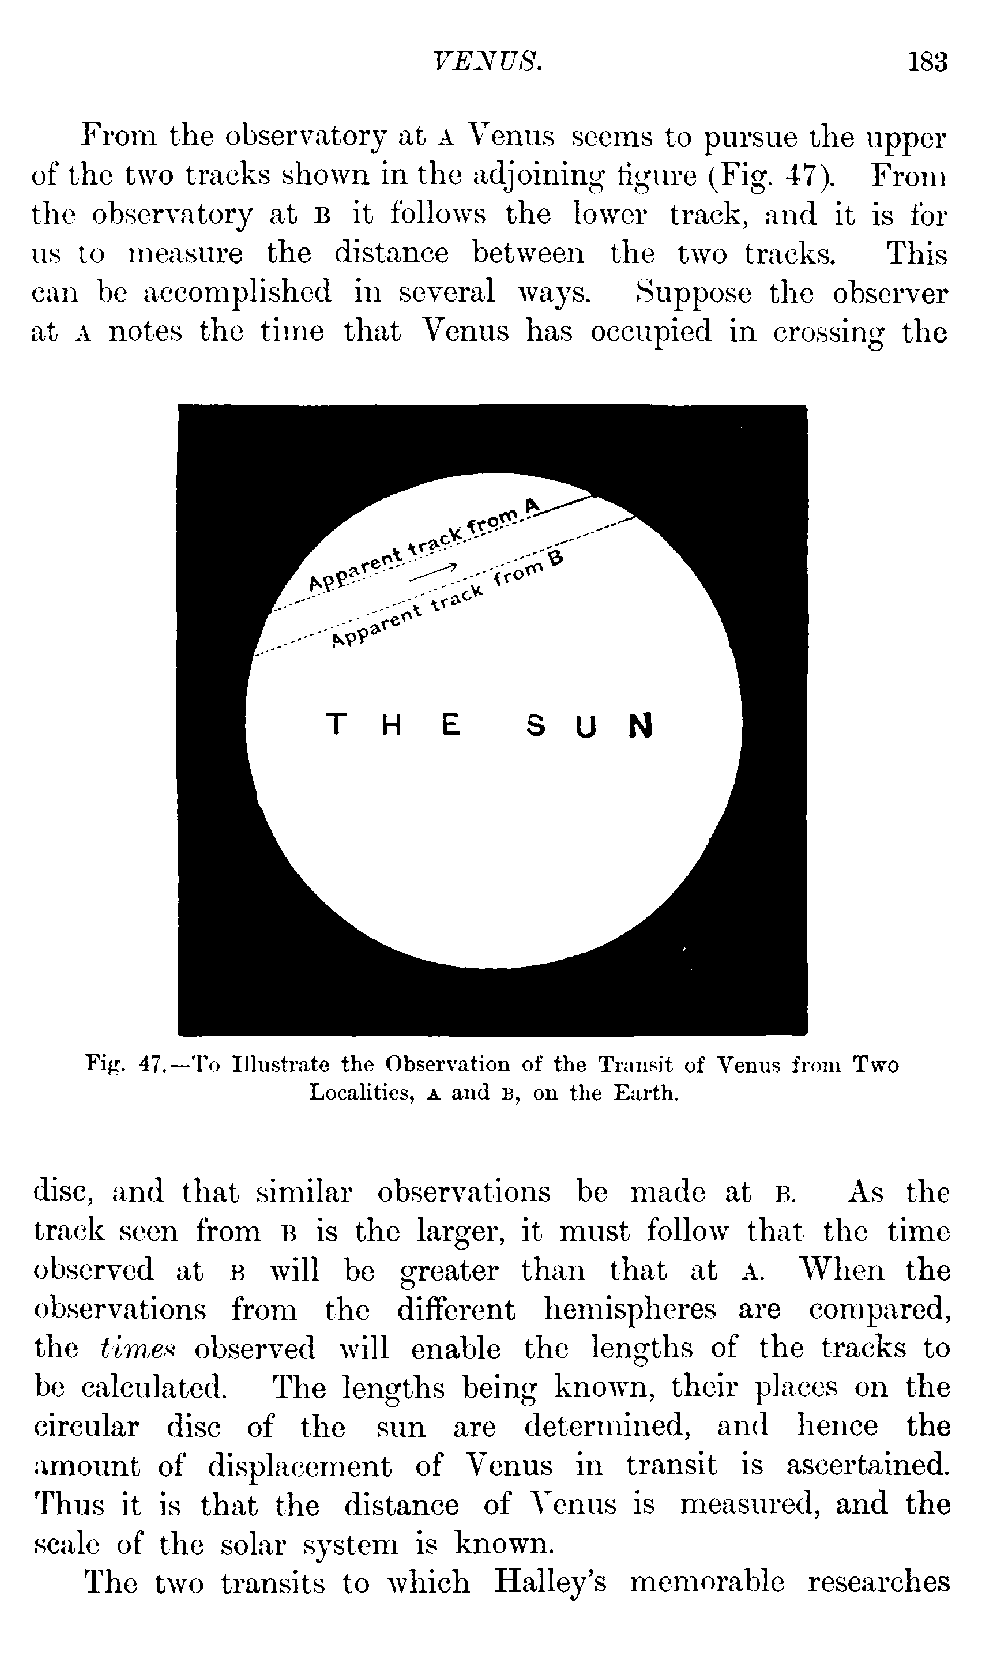 VENUS.
183
From the observatory at A Venus seems to pursue the upper
of the two tracks shown in the adjoining figure (Fig. 47). From
the observatory at B it follows the lower track, and it is for
us to measure the distance between the two tracks. This
can be accomplished in several ways. Suppose the observer
at A notes the time that Venus has occupied in crossing the
Apparent track from A
Apparent track from B
THE SUN
Fig. 47.—To Illustrate the Observation of the Transit of Venus from Two
Localities, A and B, on the Earth.
disc, and that similar observations be made at B. As the
track seen from B is the larger, it must follow that the time
observed at B will be greater than that at A. When the
observations from the different hemispheres are compared,
the times observed will enable the lengths of the tracks to
be calculated. The lengths being known, their places on the
circular disc of the sun are determined, and hence the
amount of displacement of Venus in transit is ascertained.
Thus it is that the distance of Venus is measured, and the
scale of the solar system is known.
The two transits to which Halley's memorable researches